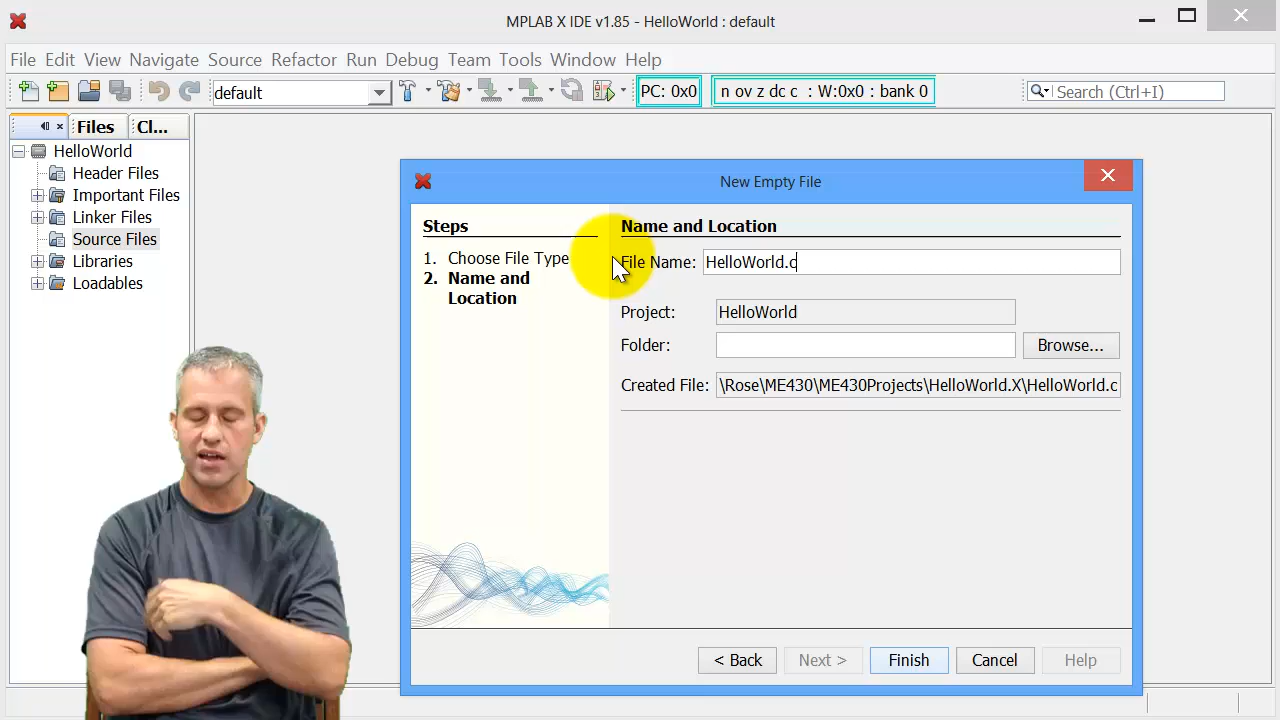 MPLAB X IDE v1.85 - HelloWorld : default
File Edit View Navigate Source Refactor Run Debug Team Tools Window Help
default PC: 0x0 n ov z dc c : W:0x0 : bank 0 Search (Ctrl+I)
Files Cl...
HelloWorld
Header Files
Important Files
Linker Files
Source Files
Libraries
Loadables
New Empty File
Steps
1. Choose File Type
2. Name and
Location
Name and Location
File Name: HelloWorld.c
Project: HelloWorld
Folder: Browse...
Created File: \Rose\ME430\ME430Projects\HelloWorld.X\HelloWorld.c
< Back Next > Finish Cancel Help